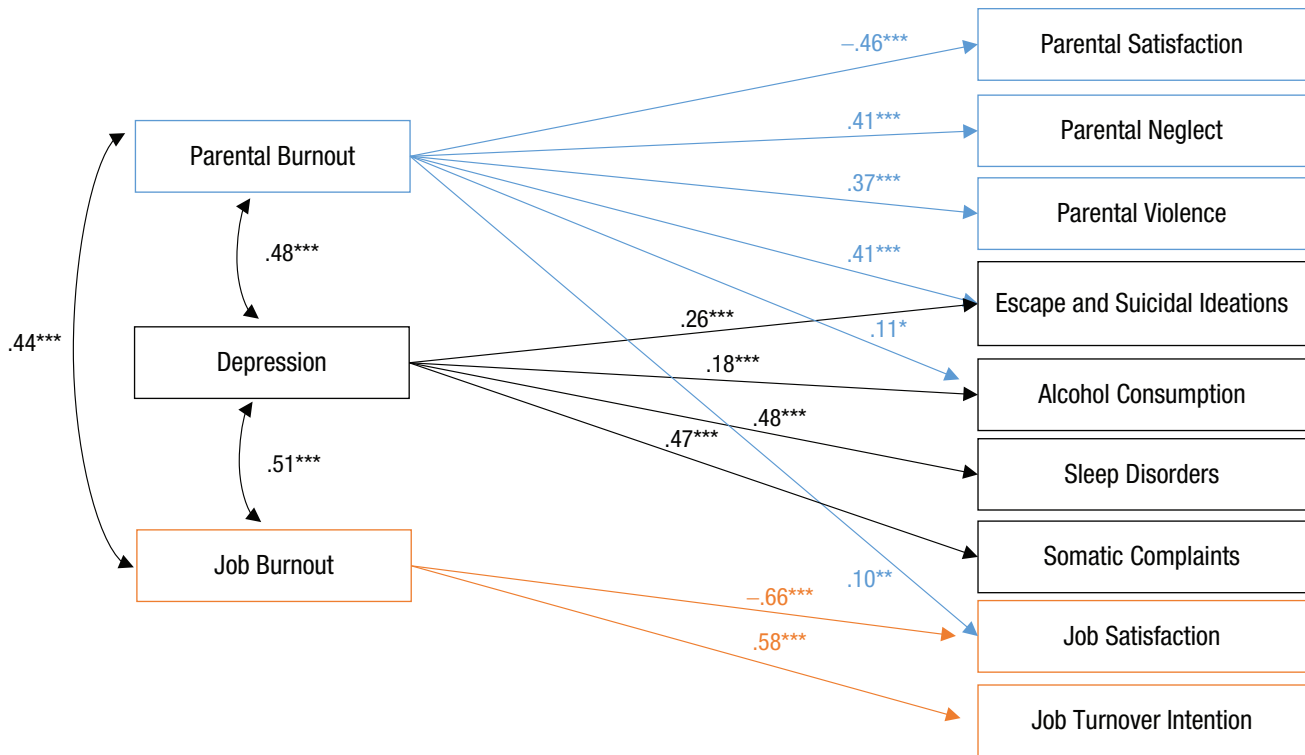 Parental Satisfaction
–.46***
Parental Neglect
.41***
Parental Burnout
.37***
Parental Violence
.48***
.41***
Escape and Suicidal Ideations
.26***
.11*
.44***
Depression
.18***
Alcohol Consumption
.48***
.47***
.51***
Sleep Disorders
Somatic Complaints
Job Burnout
.10**
–.66***
Job Satisfaction
.58***
Job Turnover Intention